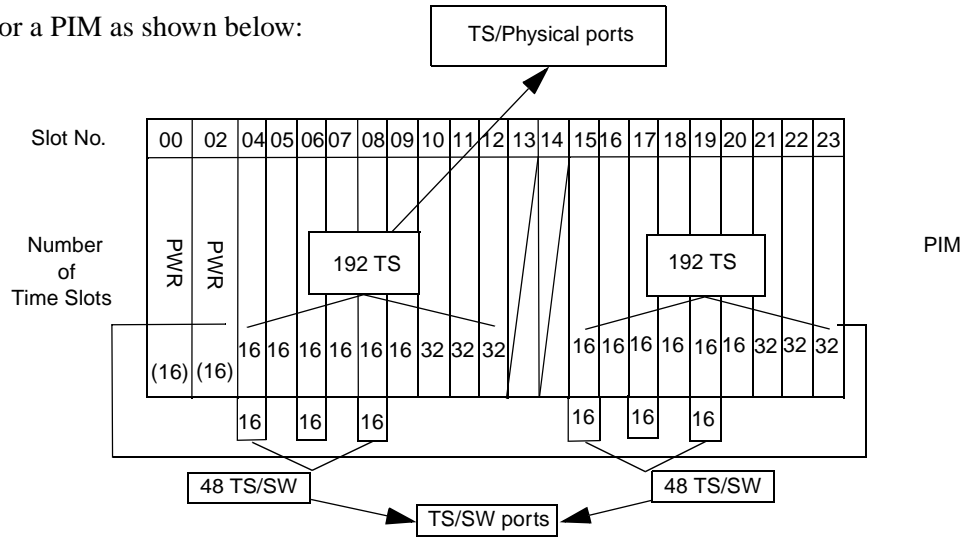 or a PIM as shown below:
TS/Physical ports
Slot No. 00 02 04 05 06 07 08 09 10 11 12 13 14 15 16 17 18 19 20 21 22 23
Number
of
Time Slots
PWR PWR
192 TS 192 TS
PIM
(16) (16) 16 16 16 16 16 16 32 32 32 16 16 16 16 16 16 32 32 32
16 16 16 16 16 16
48 TS/SW 48 TS/SW
TS/SW ports